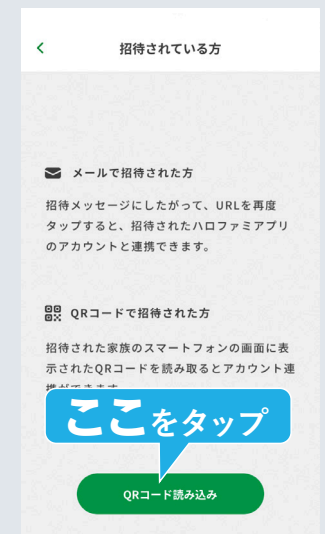 招待されている方
メールで招待された方
招待メッセージにしたがって、URLを再度
タップすると、招待されたハロファミアプリ
のアカウントと連携できます。
QRコードで招待された方
招待された家族のスマートフォンの画面に表
示されたQRコードを読み取るとアカウント連
携ができます。
ここをタップ
QRコード読み込み